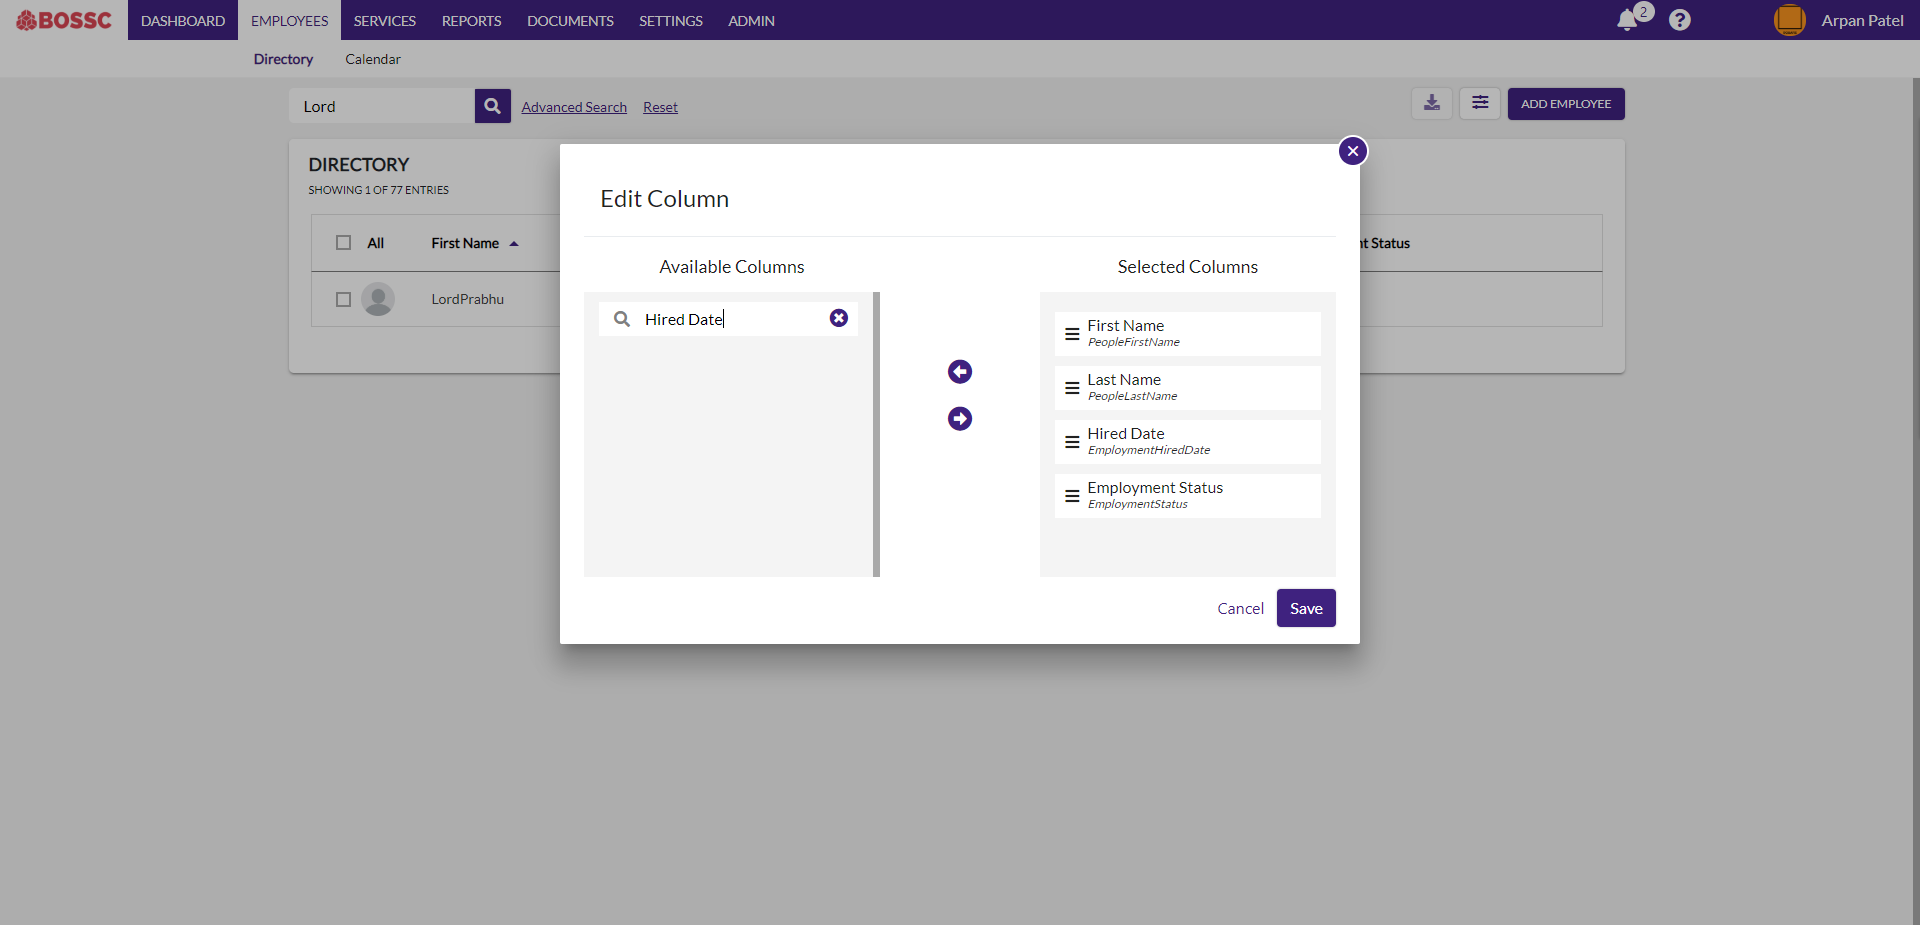 BOSSC
DASHBOARD EMPLOYEES SERVICES REPORTS DOCUMENTS SETTINGS ADMIN 2 ? Arpan Patel
Directory Calendar
Lord Advanced Search Reset ADD EMPLOYEE
DIRECTORY
SHOWING 1 OF 77 ENTRIES
All First Name nt Status
LordPrabhu
Edit Column
Available Columns
Hired Date
Selected Columns
First Name
PeopleFirstName
Last Name
PeopleLastName
Hired Date
EmploymentHiredDate
Employment Status
EmploymentStatus
Cancel Save